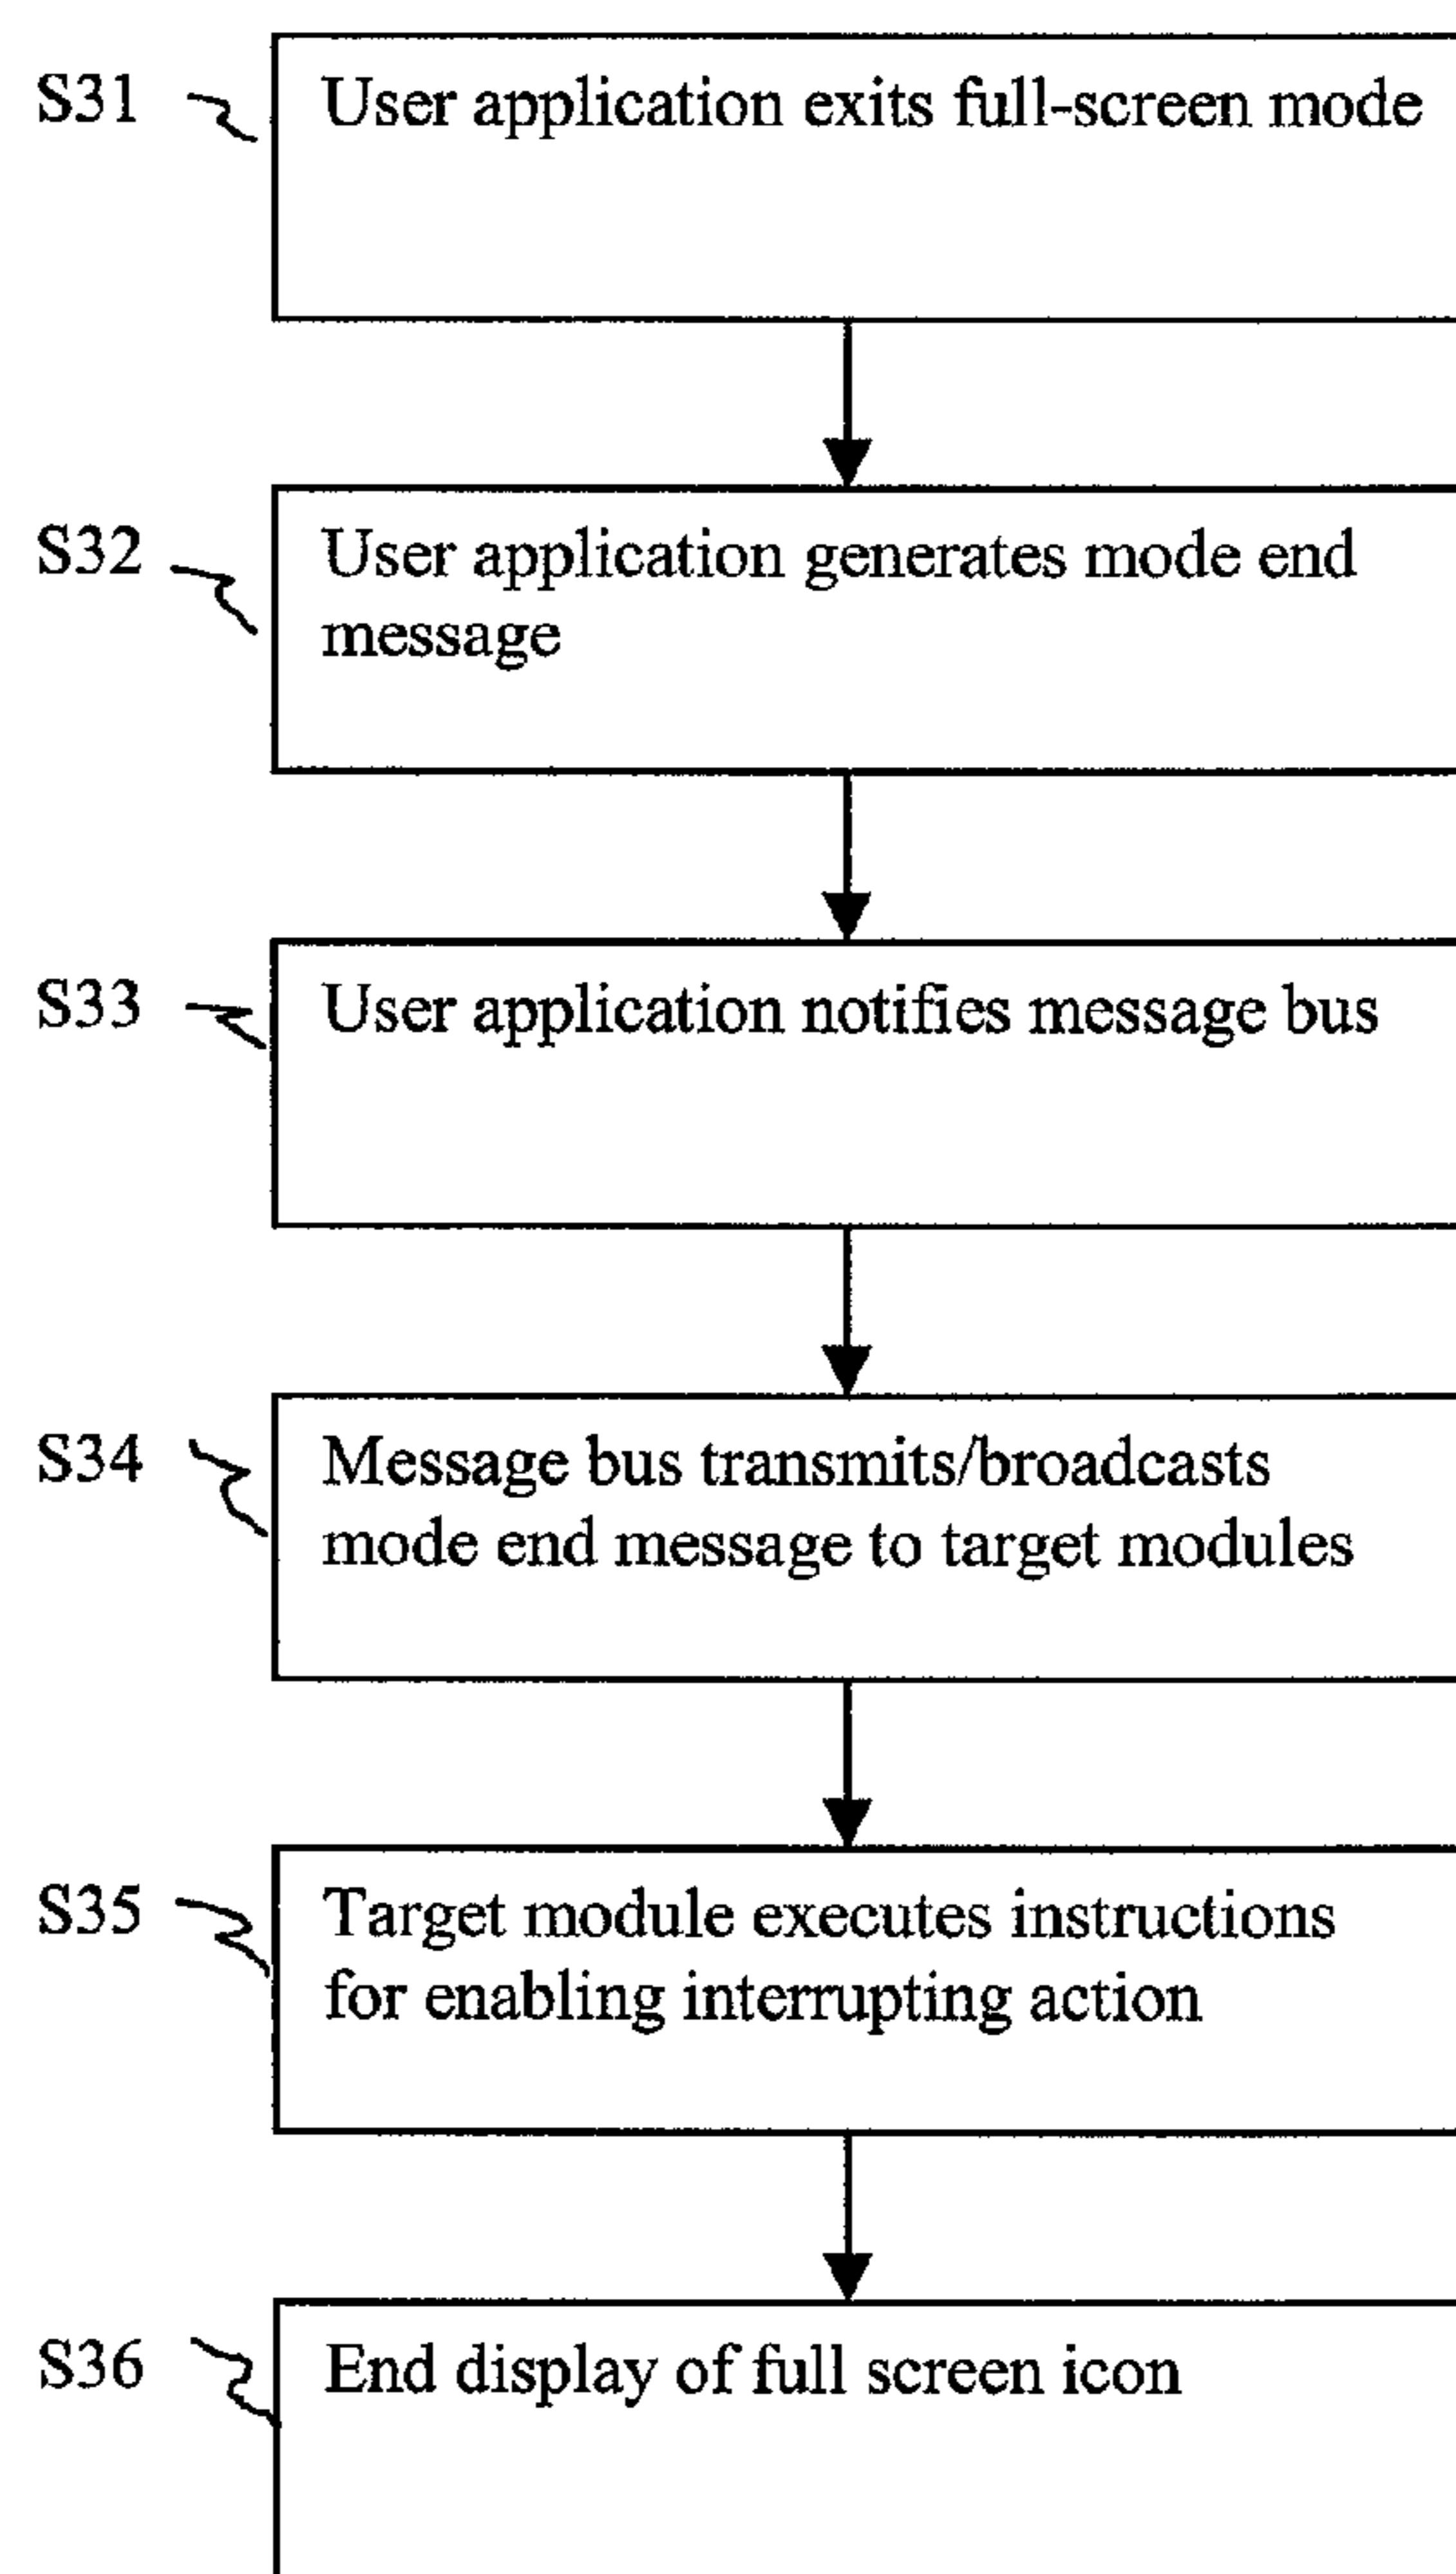 S31
User application exits full-screen mode
S32
User application generates mode end
message
S33
User application notifies message bus
S34
Message bus transmits/broadcasts
mode end message to target modules
S35
Target module executes instructions
for enabling interrupting action
S36
End display of full screen icon